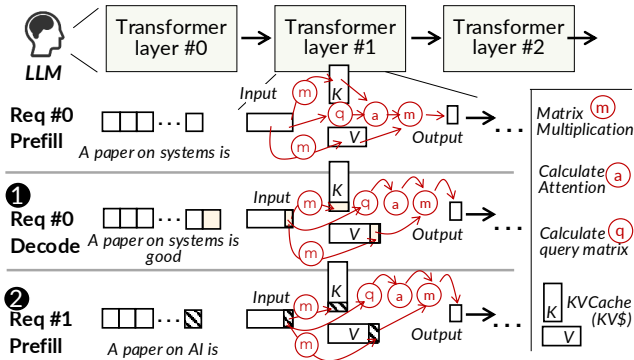 LLM
Transformer
layer #0
Transformer
layer #1
Transformer
layer #2
Req #0
Prefill
...
A paper on systems is
Input
m
K
q
a
m
m
V
Output
...
1
Req #0
Decode
...
A paper on systems is
good
Input
m
K
q
a
m
m
V
Output
...
2
Req #1
Prefill
...
A paper on AI is
Input
m
K
q
a
m
m
V
Output
...
Matrix m
Multiplication
Calculate
Attention a
Calculate q
query matrix
K
V
KVCache
(KV$)